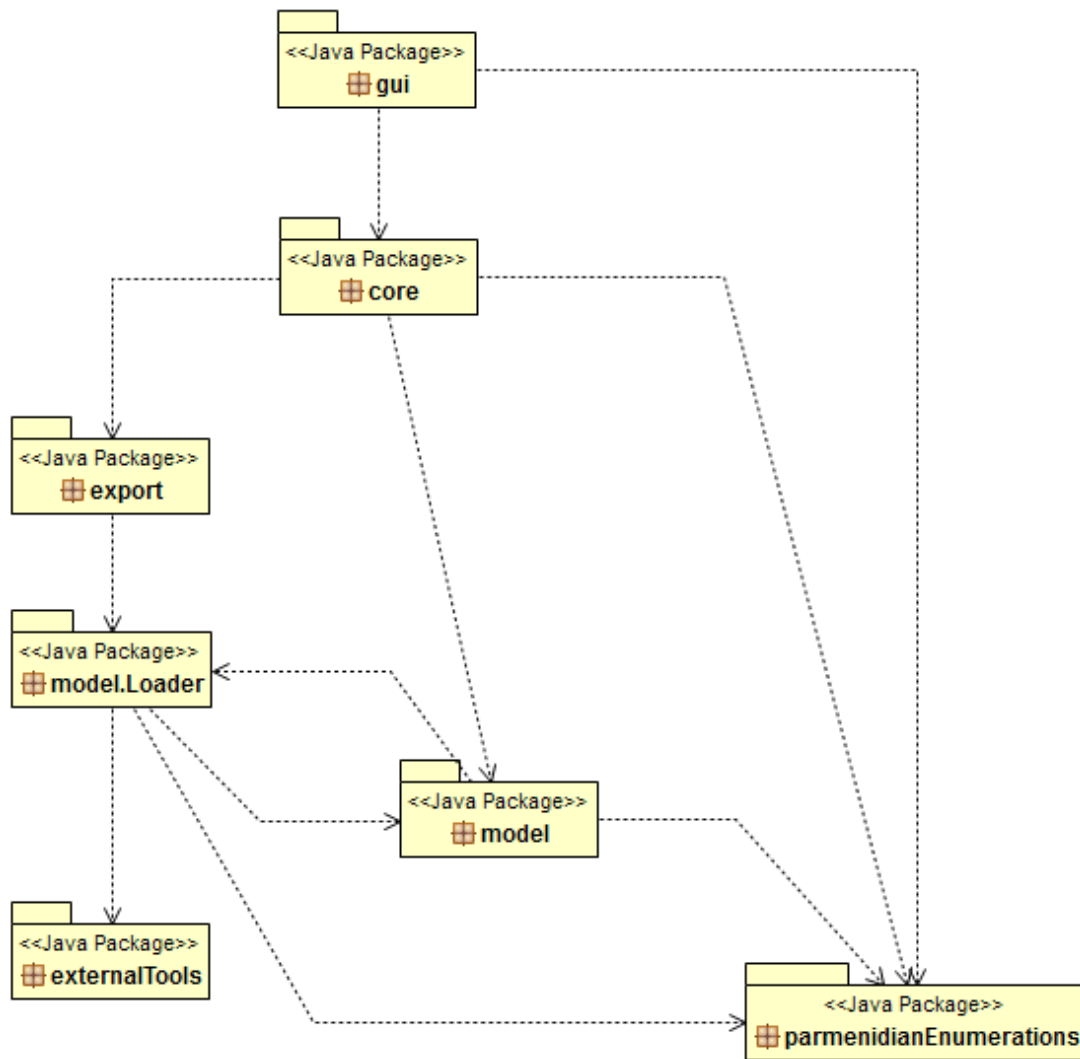 <<Java Package>>
gui
<<Java Package>>
core
<<Java Package>>
export
<<Java Package>>
model.Loader
<<Java Package>>
model
<<Java Package>>
externalTools
<<Java Package>>
parmenidianEnumerations